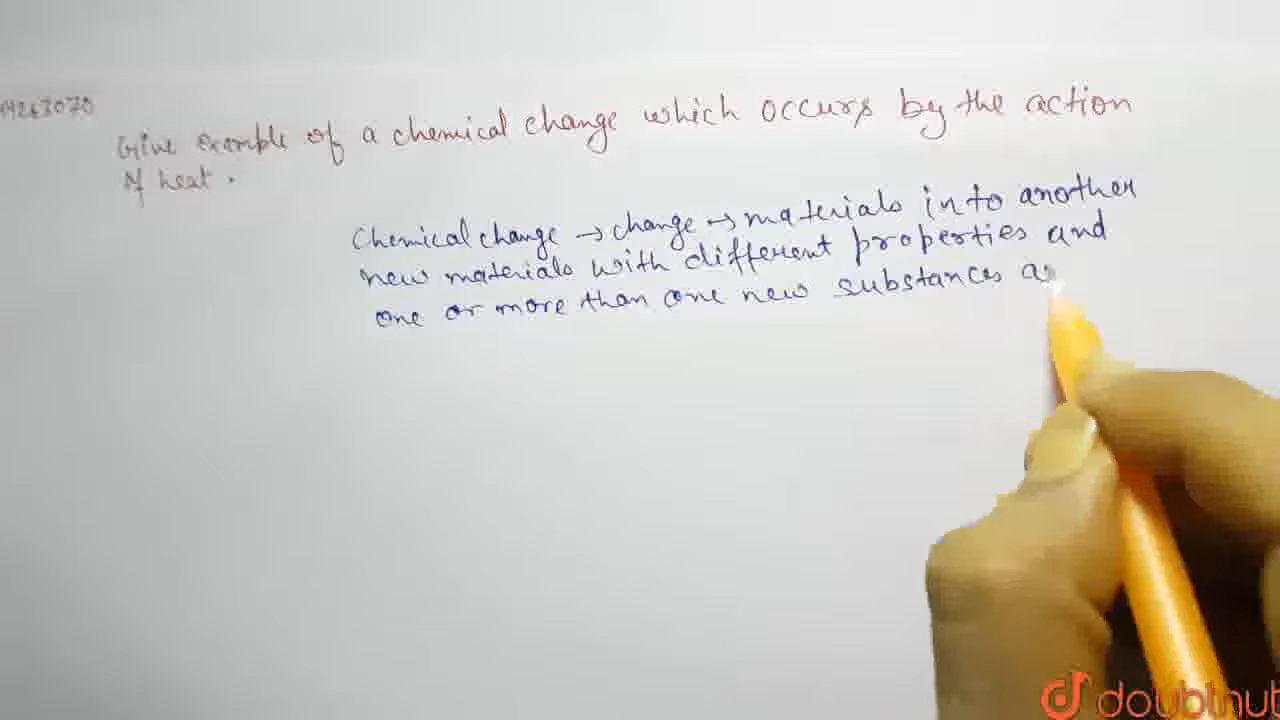 Give example of a chemical change which occurs by the action
of heat.
Chemical change → change → materials into another
new materials with different properties and
one or more than one new substances
doubtnut